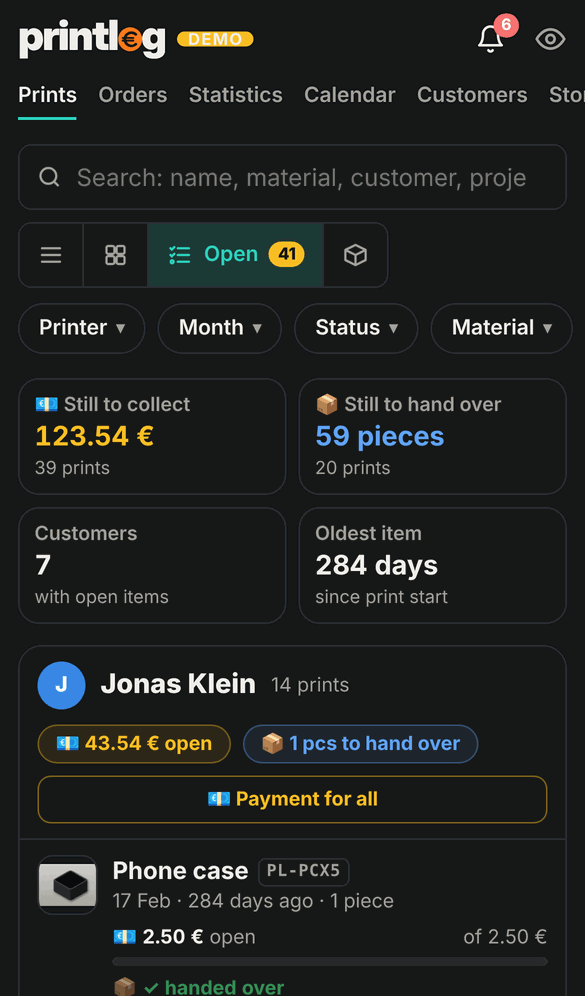 printlog DEMO 6
Prints Orders Statistics Calendar Customers Sto
Search: name, material, customer, proje
Open 41
Printer ▾ Month ▾ Status ▾ Material ▾
Still to collect
123.54 €
39 prints
Still to hand over
59 pieces
20 prints
Customers
7
with open items
Oldest item
284 days
since print start
J Jonas Klein 14 prints
43.54 € open 1 pcs to hand over
Payment for all
Phone case PL-PCX5
17 Feb · 284 days ago · 1 piece
2.50 € open of 2.50 €
✓ handed over